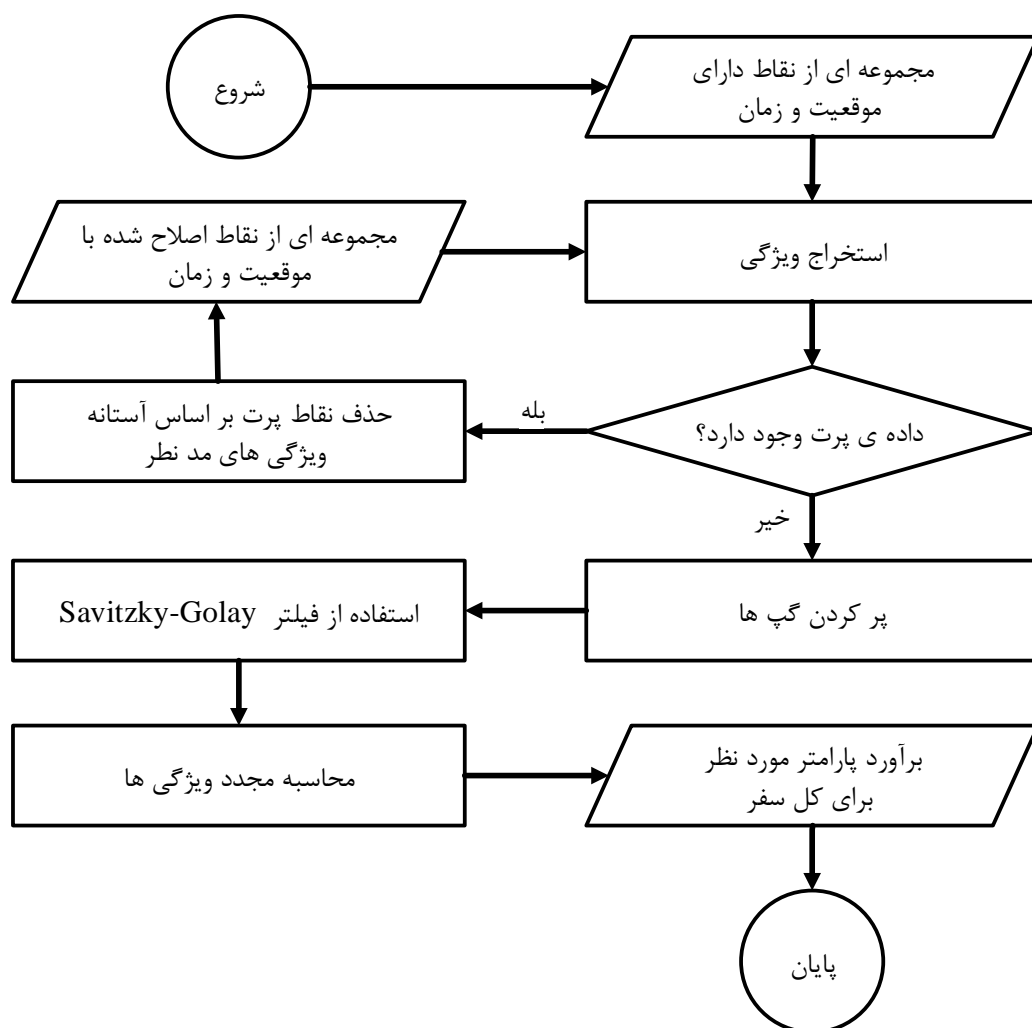 شروع
مجموعه ای از نقاط دارای
موقعیت و زمان
استخراج ویژگی
مجموعه ای از نقاط اصلاح شده با
موقعیت و زمان
داده ی پرت وجود دارد؟
بله
حذف نقاط پرت بر اساس آستانه
ویژگی های مد نطر
خیر
پر کردن گپ ها
استفاده از فیلتر Savitzky-Golay
محاسبه مجدد ویژگی ها
برآورد پارامتر مورد نظر
برای کل سفر
پایان